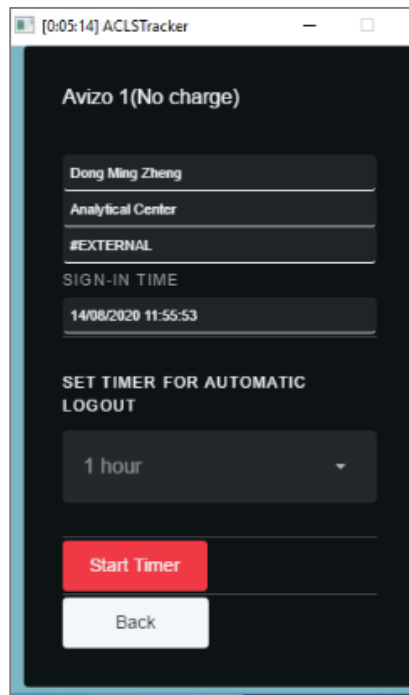 [0:05:14] ACLSTracker
Avizo 1(No charge)
Dong Ming Zheng
Analytical Center
#EXTERNAL
SIGN-IN TIME
14/08/2020 11:55:53
SET TIMER FOR AUTOMATIC
LOGOUT
1 hour
Start Timer
Back